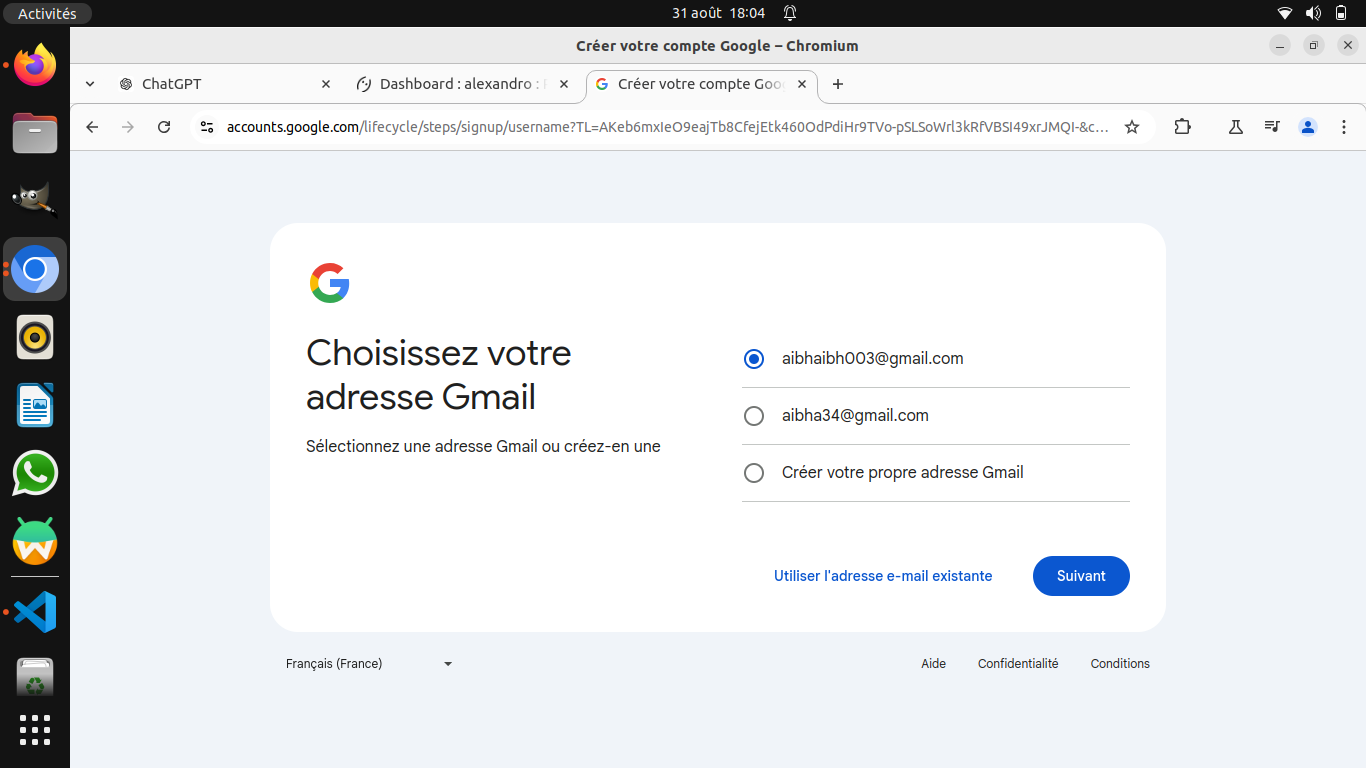 Activités
31 août 18:04
Créer votre compte Google – Chromium
ChatGPT
Dashboard : alexandro :
Créer votre compte Goo
accounts.google.com/lifecycle/steps/signup/username?TL=AKeb6mxIeO9eajTb8CfejEtk460OdPdiHr9TVo-pSLSoWrl3kRfVBSI49xrJMQI-&c…
Choisissez votre
adresse Gmail
Sélectionnez une adresse Gmail ou créez-en une
aibhaibh003@gmail.com
aibha34@gmail.com
Créer votre propre adresse Gmail
Utiliser l'adresse e-mail existante
Suivant
Français (France)
Aide
Confidentialité
Conditions